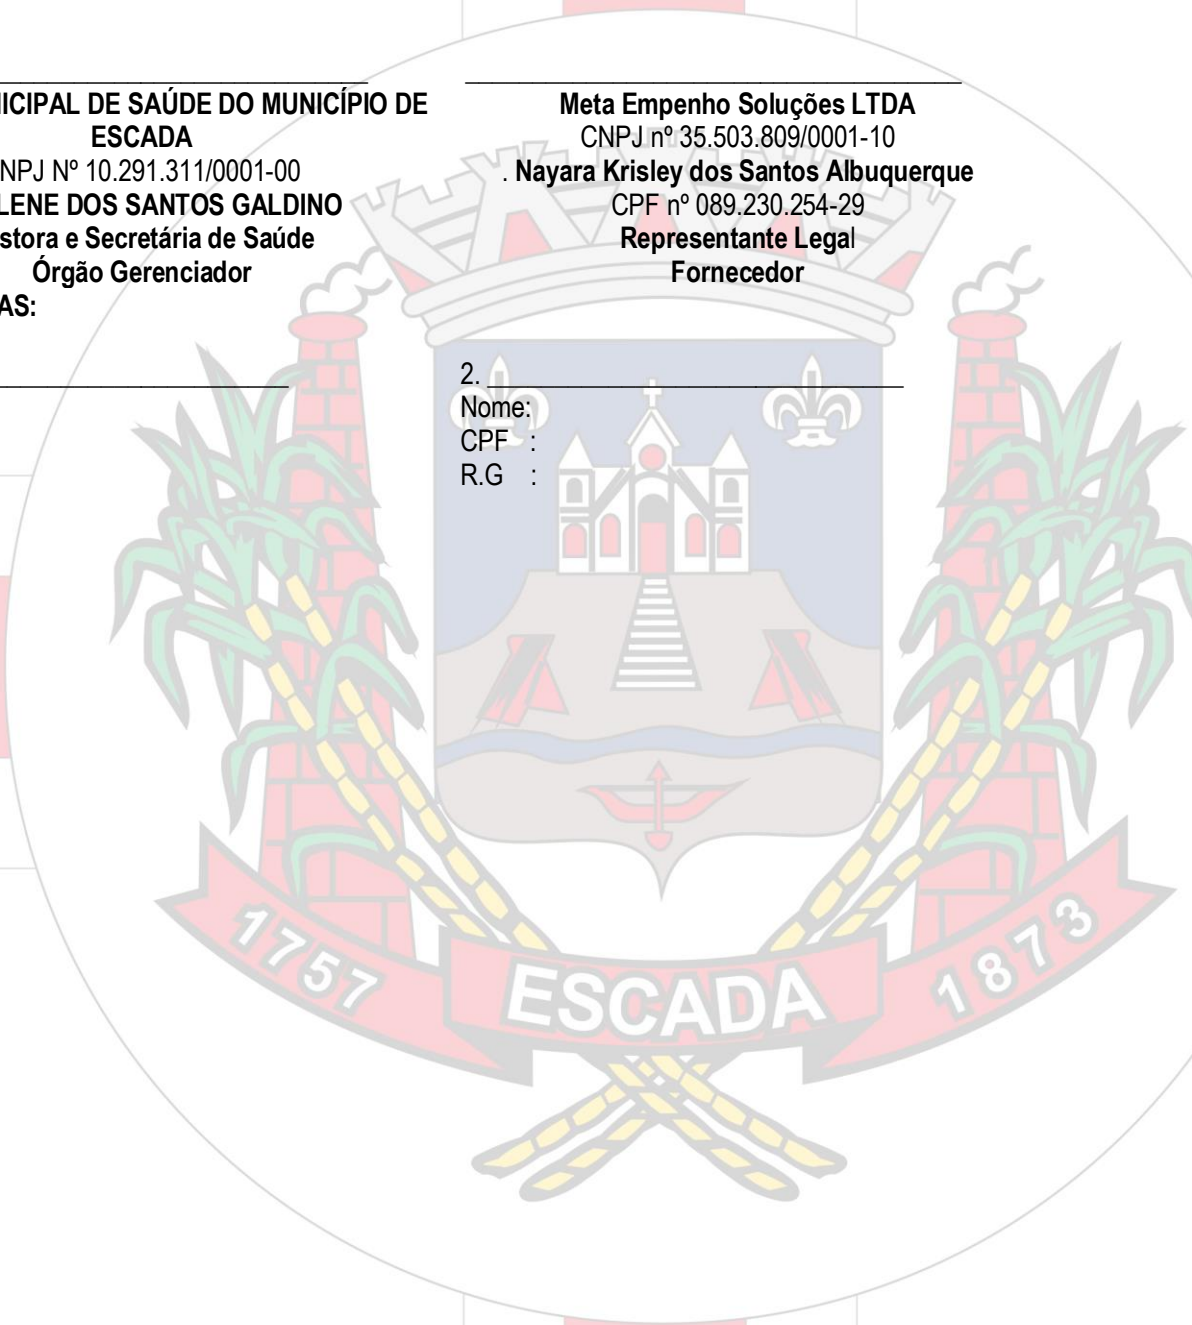 ICIPAL DE SAÚDE DO MUNICÍPIO DE
ESCADA
NPJ Nº 10.291.311/0001-00
LENE DOS SANTOS GALDINO
stora e Secretária de Saúde
Órgão Gerenciador
AS:
Meta Empenho Soluções LTDA
CNPJ nº 35.503.809/0001-10
. Nayara Krisley dos Santos Albuquerque
CPF nº 089.230.254-29
Representante Legal
Fornecedor
2. ________________________________
Nome:
CPF :
R.G :
1757
ESCADA
1873